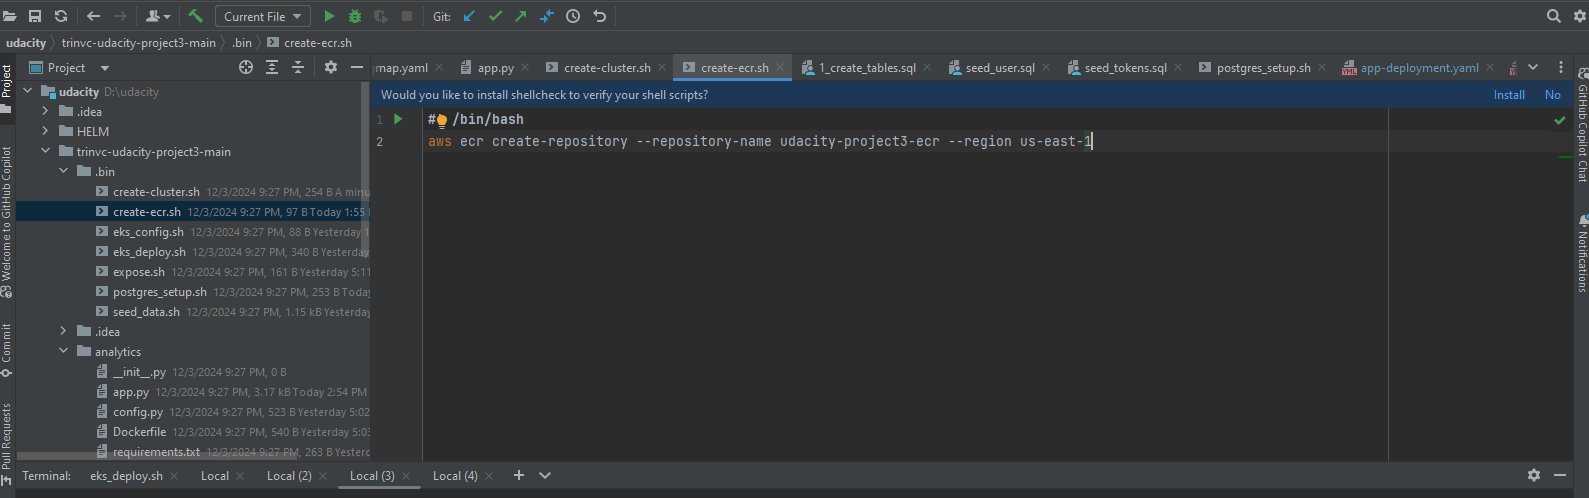 Current File
Git:
udacity
trinvc-udacity-project3-main
.bin
create-ecr.sh
Project
gmap.yaml
app.py
create-cluster.sh
create-ecr.sh
1_create_tables.sql
seed_user.sql
seed_tokens.sql
postgres_setup.sh
app-deployment.yaml
Would you like to install shellcheck to verify your shell scripts?
Install
No
udacity D:\udacity
.idea
HELM
trinvc-udacity-project3-main
.bin
create-cluster.sh 12/3/2024 9:27 PM, 254 B A minu
create-ecr.sh 12/3/2024 9:27 PM, 97 B Today 1:55
eks_config.sh 12/3/2024 9:27 PM, 88 B Yesterday 1
eks_deploy.sh 12/3/2024 9:27 PM, 340 B Yesterday
expose.sh 12/3/2024 9:27 PM, 161 B Yesterday 5:11
postgres_setup.sh 12/3/2024 9:27 PM, 253 B Today
seed_data.sh 12/3/2024 9:27 PM, 1.15 kB Yesterday
.idea
analytics
__init__.py 12/3/2024 9:27 PM, 0 B
app.py 12/3/2024 9:27 PM, 3.17 kB Today 2:54 PM
config.py 12/3/2024 9:27 PM, 523 B Yesterday 5:02
Dockerfile 12/3/2024 9:27 PM, 540 B Yesterday 5:03
requirements.txt 12/3/2024 9:27 PM, 263 B Yesterd
1 # /bin/bash
2 aws ecr create-repository --repository-name udacity-project3-ecr --region us-east-1
Project
Welcome to GitHub Copilot
Commit
Pull Requests
GitHub Copilot Chat
Notifications
Terminal:
eks_deploy.sh
Local
Local (2)
Local (3)
Local (4)